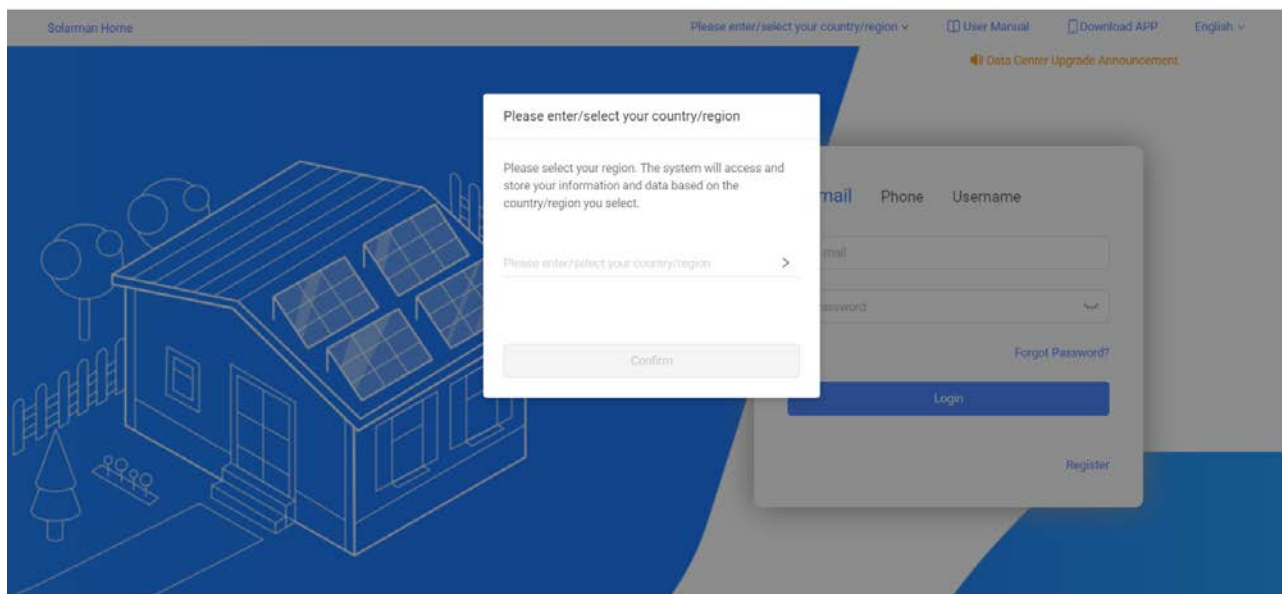 Solarman Home
Please enter/select your country/region
User Manual
Download APP
English
Data Center Upgrade Announcement
Please enter/select your country/region
Please select your region. The system will access and
store your information and data based on the
country/region you select.
Please enter/select your country/region
Confirm
mail
Phone
Username
mail
assword
Forgot Password?
Login
Register